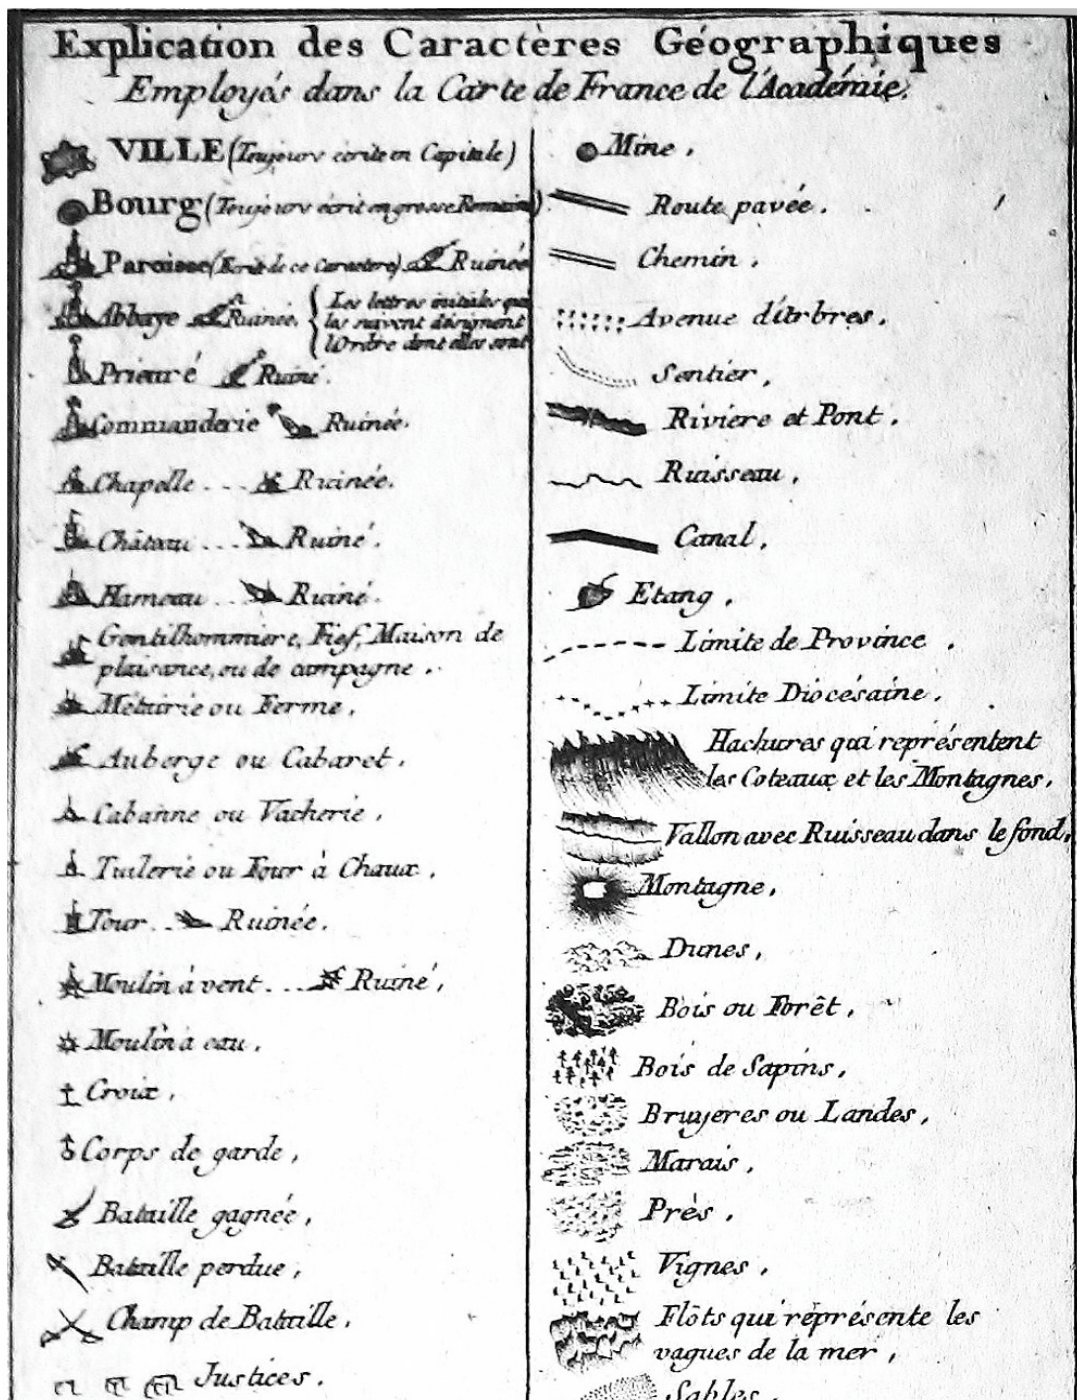 Explication des Caractères Géographiques
Employés dans la Carte de France de l'Académie.
VILLE (Toujours écrite en Capitale)
Bourg (Toujours écrit en grosse Romaine)
Paroisse (Ecrite de ce Caractere) Ruinée
Abbaye Ruinée. { Les lettres initiales qui
les suivent désignent
l'Ordre dont elles sont
Prieuré Ruiné.
Commanderie Ruinée.
Chapelle ... Ruinée.
Château ... Ruiné.
Hameau ... Ruiné.
Gentilhommiere, Fief, Maison de
plaisance, ou de campagne.
Métairie ou Ferme,
Auberge ou Cabaret,
Cabanne ou Vacherie,
Tuilerie ou Four à Chaux,
Tour .. Ruinée.
Moulin à vent ... Ruiné,
Moulin à eau,
Croix,
Corps de garde,
Bataille gagnée,
Bataille perdue,
Champ de Bataille,
Justices.
Mine,
Route pavée.
Chemin,
Avenue d'Arbres,
Sentier,
Riviere et Pont.
Ruisseau,
Canal,
Etang,
Limite de Province,
Limite Diocésaine.
Hachures qui représentent
les Coteaux et les Montagnes.
Vallon avec Ruisseau dans le fond,
Montagne,
Dunes,
Bois ou Forêt,
Bois de Sapins,
Bruyeres ou Landes,
Marais,
Près,
Vignes,
Flôts qui réprésente les
vagues de la mer,
Sables.